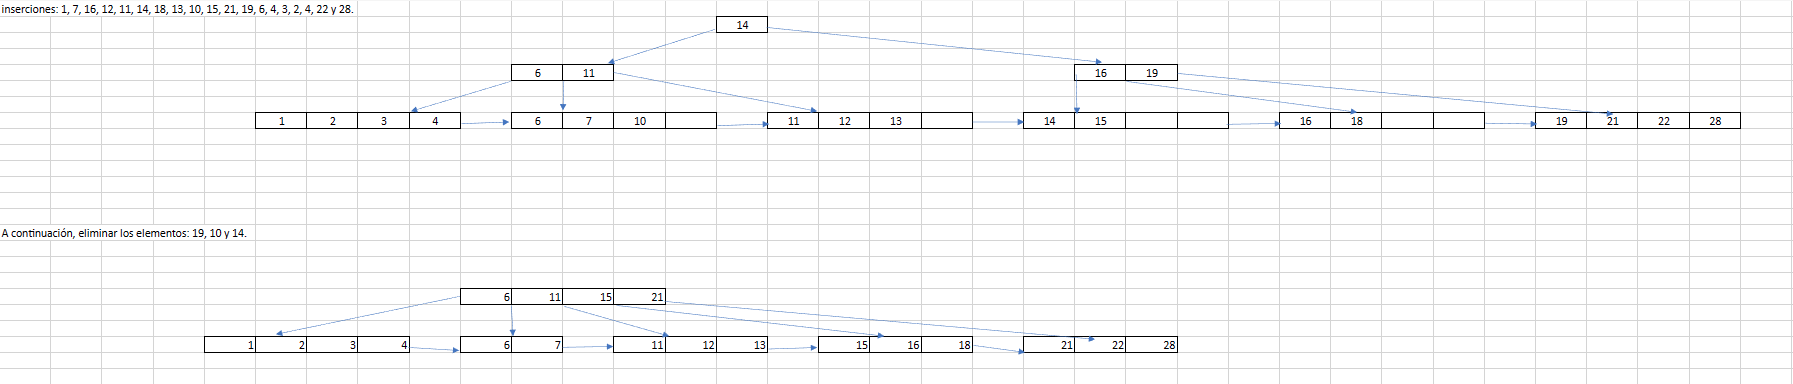 inserciones: 1, 7, 16, 12, 11, 14, 18, 13, 10, 15, 21, 19, 6, 4, 3, 2, 4, 22 y 28.
14
6 11 16 19
1 2 3 4 6 7 10 11 12 13 14 15 16 18 19 21 22 28
A continuación, eliminar los elementos: 19, 10 y 14.
6 11 15 21
1 2 3 4 6 7 11 12 13 15 16 18 21 22 28